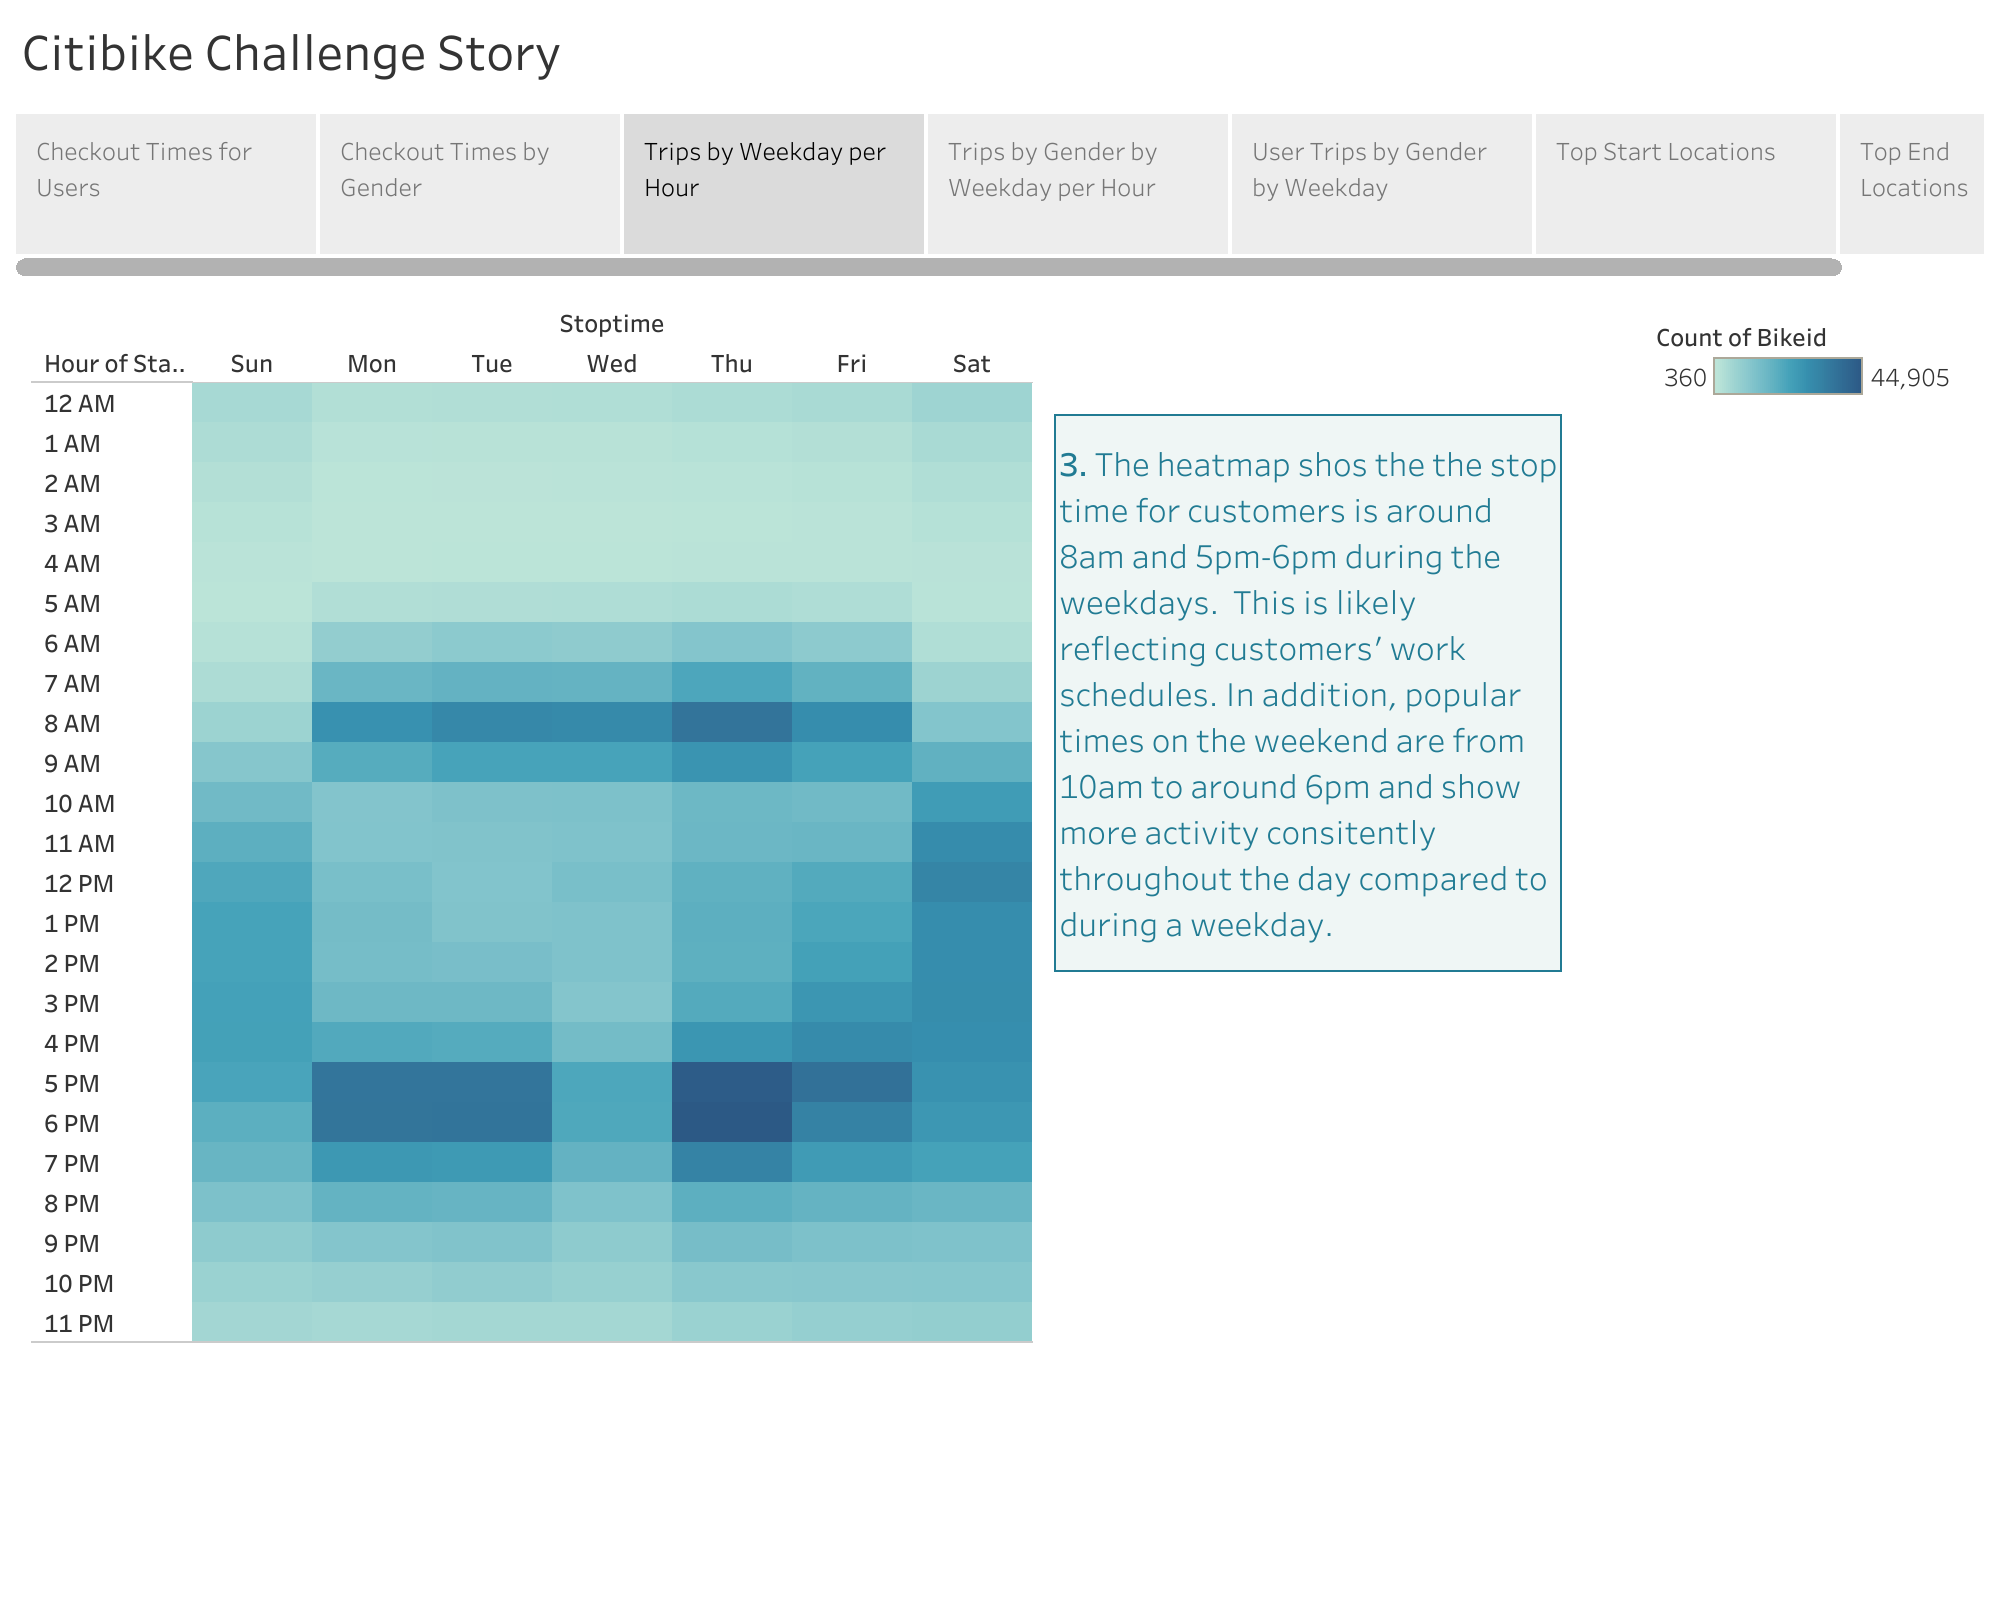 Citibike Challenge Story
Checkout Times for
Users
Checkout Times by
Gender
Trips by Weekday per
Hour
Trips by Gender by
Weekday per Hour
User Trips by Gender
by Weekday
Top Start Locations
Top End
Locations
Stoptime
Hour of Sta.. Sun Mon Tue Wed Thu Fri Sat
12 AM
1 AM
2 AM
3 AM
4 AM
5 AM
6 AM
7 AM
8 AM
9 AM
10 AM
11 AM
12 PM
1 PM
2 PM
3 PM
4 PM
5 PM
6 PM
7 PM
8 PM
9 PM
10 PM
11 PM
3. The heatmap shos the the stop
time for customers is around
8am and 5pm-6pm during the
weekdays.  This is likely
reflecting customers’ work
schedules. In addition, popular
times on the weekend are from
10am to around 6pm and show
more activity consitently
throughout the day compared to
during a weekday.
Count of Bikeid
360 44,905